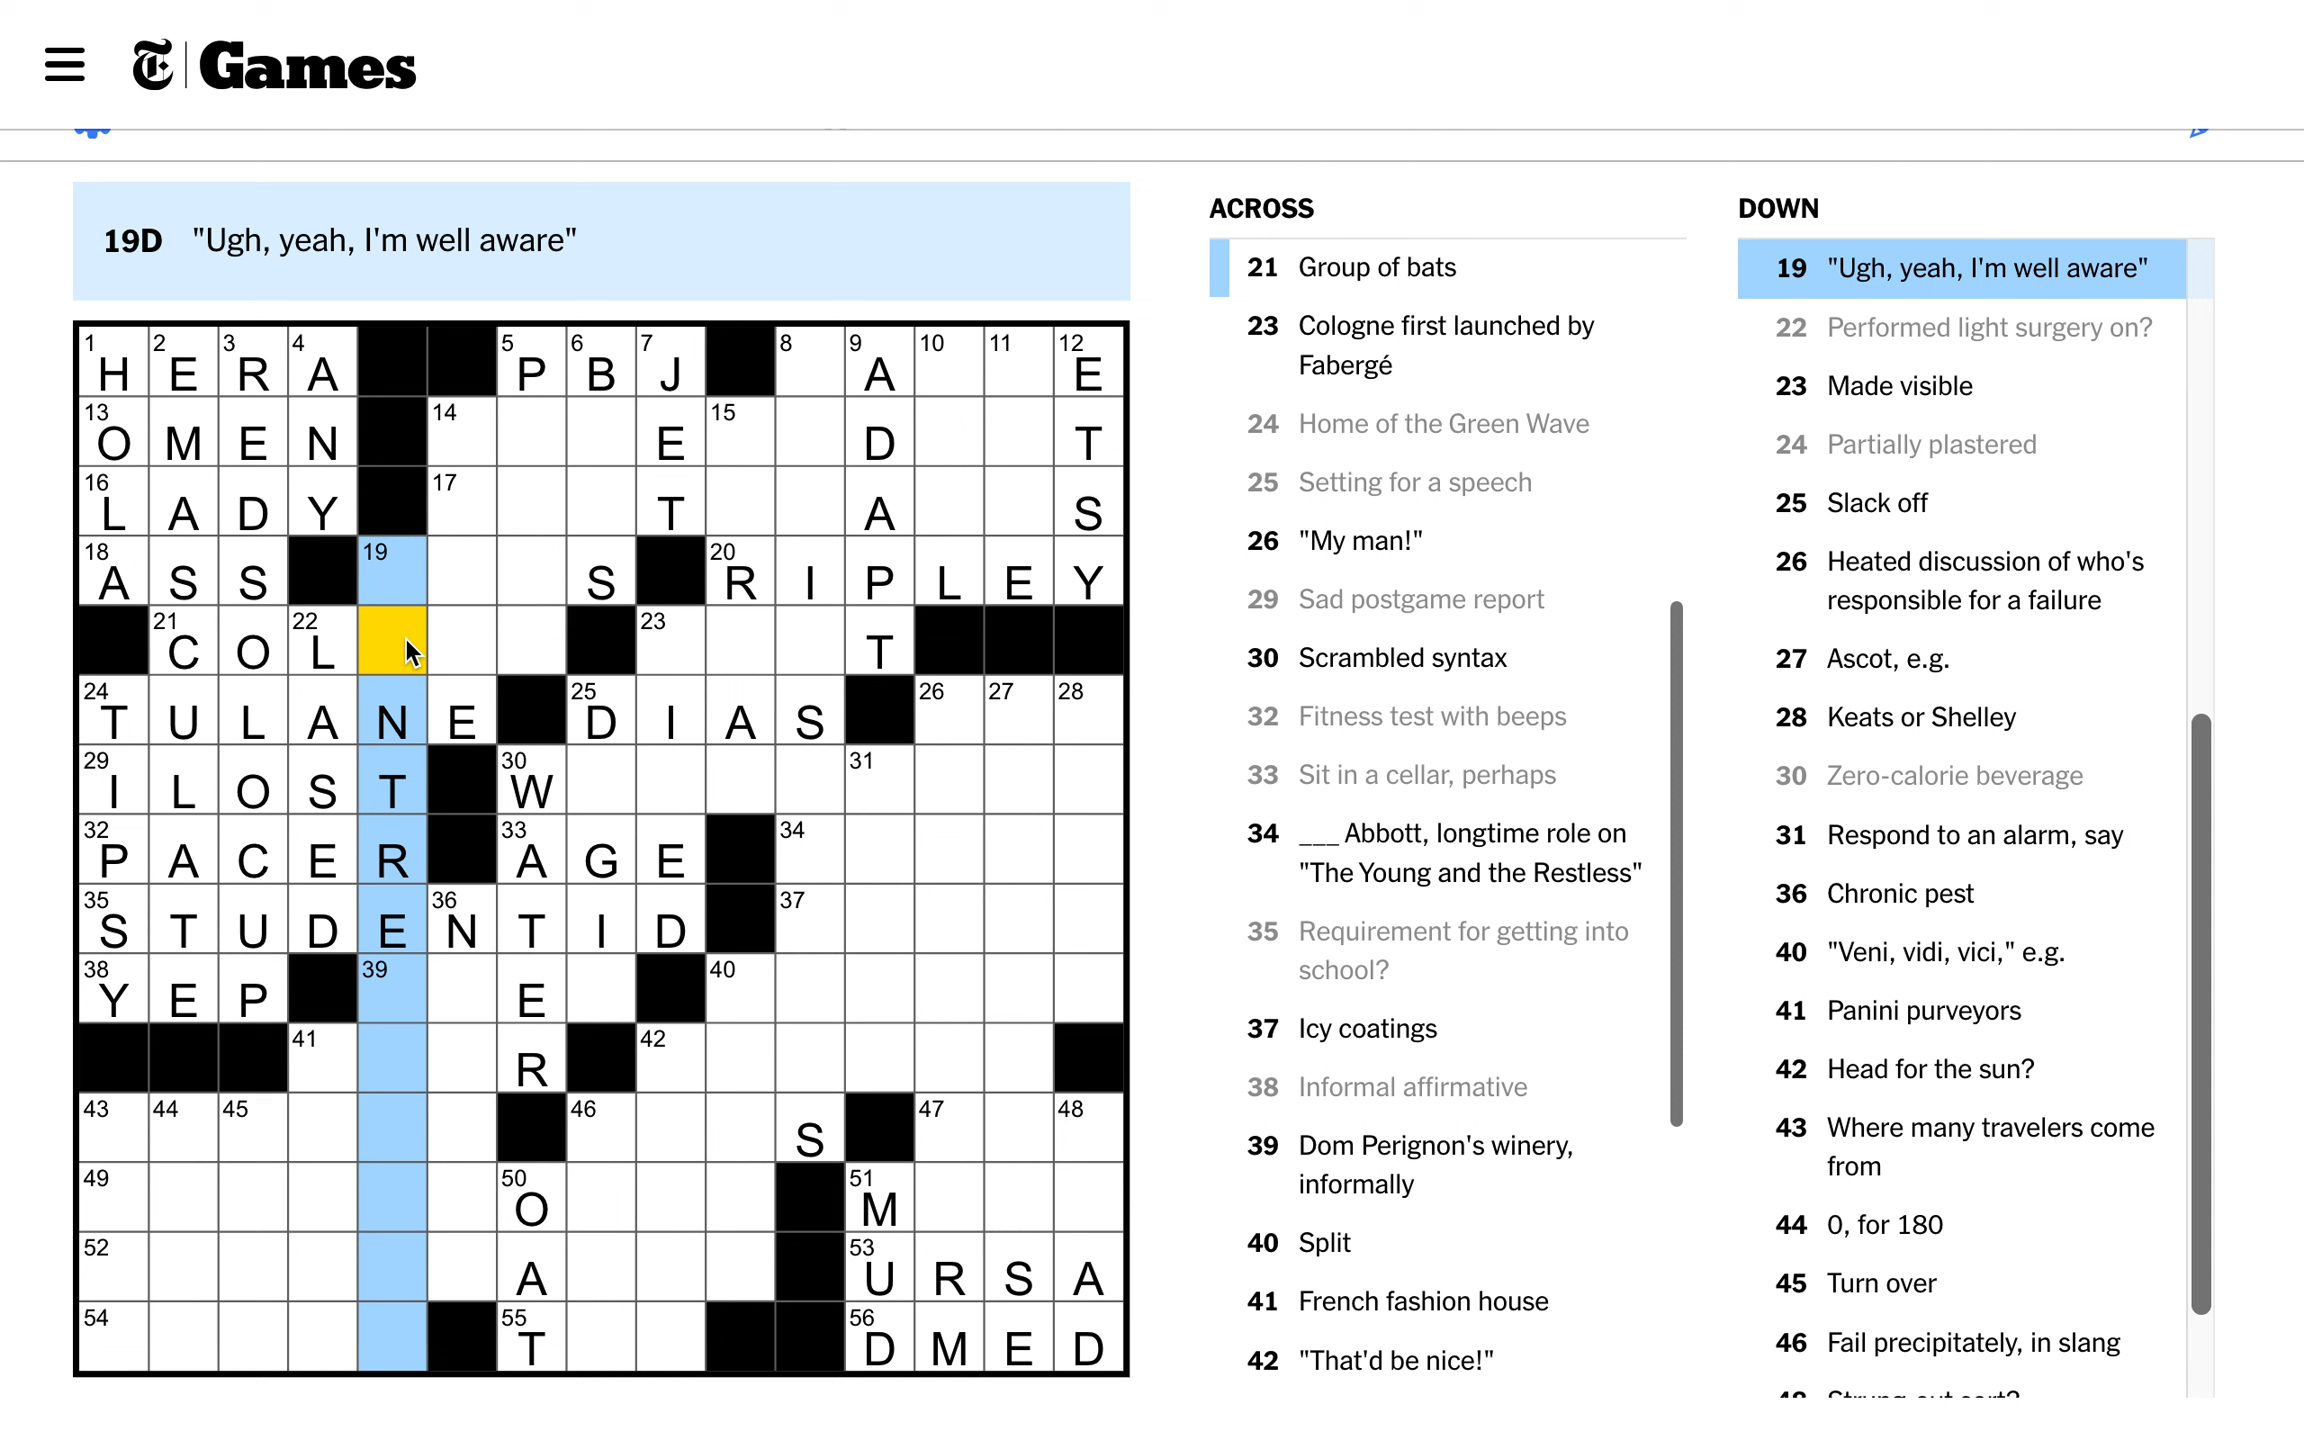 T Games
19D "Ugh, yeah, I'm well aware"
1 H 2 E 3 R 4 A 5 P 6 B 7 J 8 9 A 10 11 12 E
13 O M E N 14 E 15 D T
16 L A D Y 17 T A S
18 A S S 19 S 20 R I P L E Y
21 C O 22 L 23 T
24 T U L A N E 25 D I A S 26 27 28
29 I L O S T 30 W 31
32 P A C E R 33 A G E 34
35 S T U D E 36 N T I D 37
38 Y E P 39 E 40
41 R 42
43 44 45 46 S 47 48
49 50 O 51 M
52 A 53 U R S A
54 55 T 56 D M E D
ACROSS
21 Group of bats
23 Cologne first launched by
Fabergé
24 Home of the Green Wave
25 Setting for a speech
26 "My man!"
29 Sad postgame report
30 Scrambled syntax
32 Fitness test with beeps
33 Sit in a cellar, perhaps
34 ___ Abbott, longtime role on
"The Young and the Restless"
35 Requirement for getting into
school?
37 Icy coatings
38 Informal affirmative
39 Dom Perignon's winery,
informally
40 Split
41 French fashion house
42 "That'd be nice!"
DOWN
19 "Ugh, yeah, I'm well aware"
22 Performed light surgery on?
23 Made visible
24 Partially plastered
25 Slack off
26 Heated discussion of who's
responsible for a failure
27 Ascot, e.g.
28 Keats or Shelley
30 Zero-calorie beverage
31 Respond to an alarm, say
36 Chronic pest
40 "Veni, vidi, vici," e.g.
41 Panini purveyors
42 Head for the sun?
43 Where many travelers come
from
44 0, for 180
45 Turn over
46 Fail precipitately, in slang